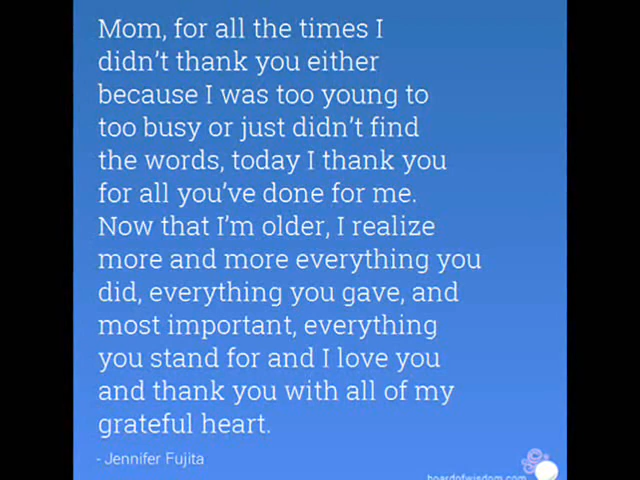 Mom, for all the times I
didn't thank you either
because I was too young to
too busy or just didn't find
the words, today I thank you
for all you've done for me.
Now that I'm older, I realize
more and more everything you
did, everything you gave, and
most important, everything
you stand for and I love you
and thank you with all of my
grateful heart.
- Jennifer Fujita
boardofwisdom.com